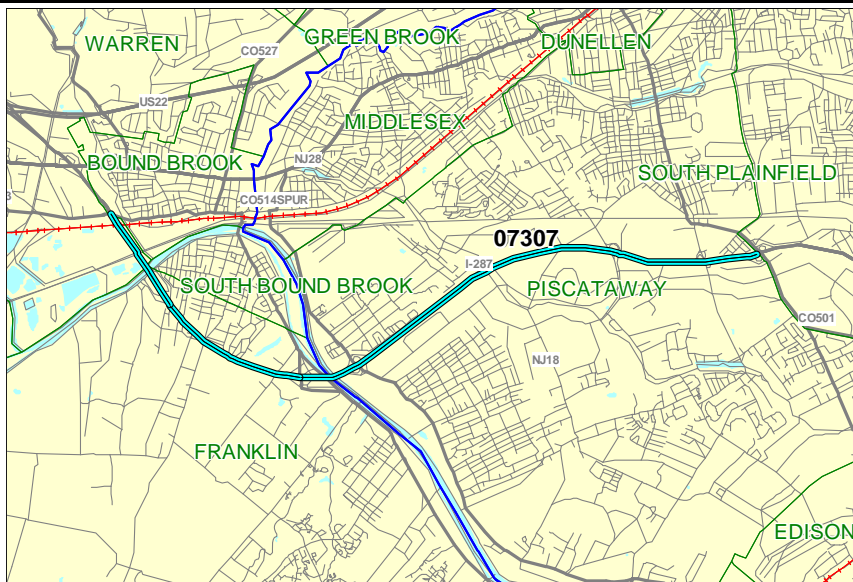 GREEN BROOK
WARREN
DUNELLEN
CO527
US22
MIDDLESEX
BOUND BROOK
NJ28
SOUTH PLAINFIELD
3
CO514SPUR
07307
I-287
SOUTH BOUND BROOK
PISCATAWAY
CO501
NJ18
FRANKLIN
EDISON